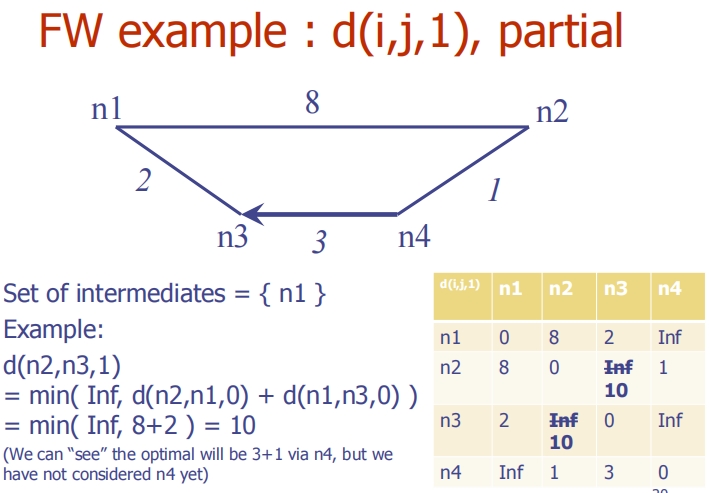 FW example : d(i,j,1), partial
n1
8
n2
2
1
n3
3
n4
Set of intermediates = { n1 }
Example:
d(n2,n3,1)
= min( Inf, d(n2,n1,0) + d(n1,n3,0) )
= min( Inf, 8+2 ) = 10
(We can "see" the optimal will be 3+1 via n4, but we
have not considered n4 yet)
d(i,j,1) n1 n2 n3 n4
n1 0 8 2 Inf
n2 8 0 Inf 1
10
n3 2 Inf 0 Inf
10
n4 Inf 1 3 0